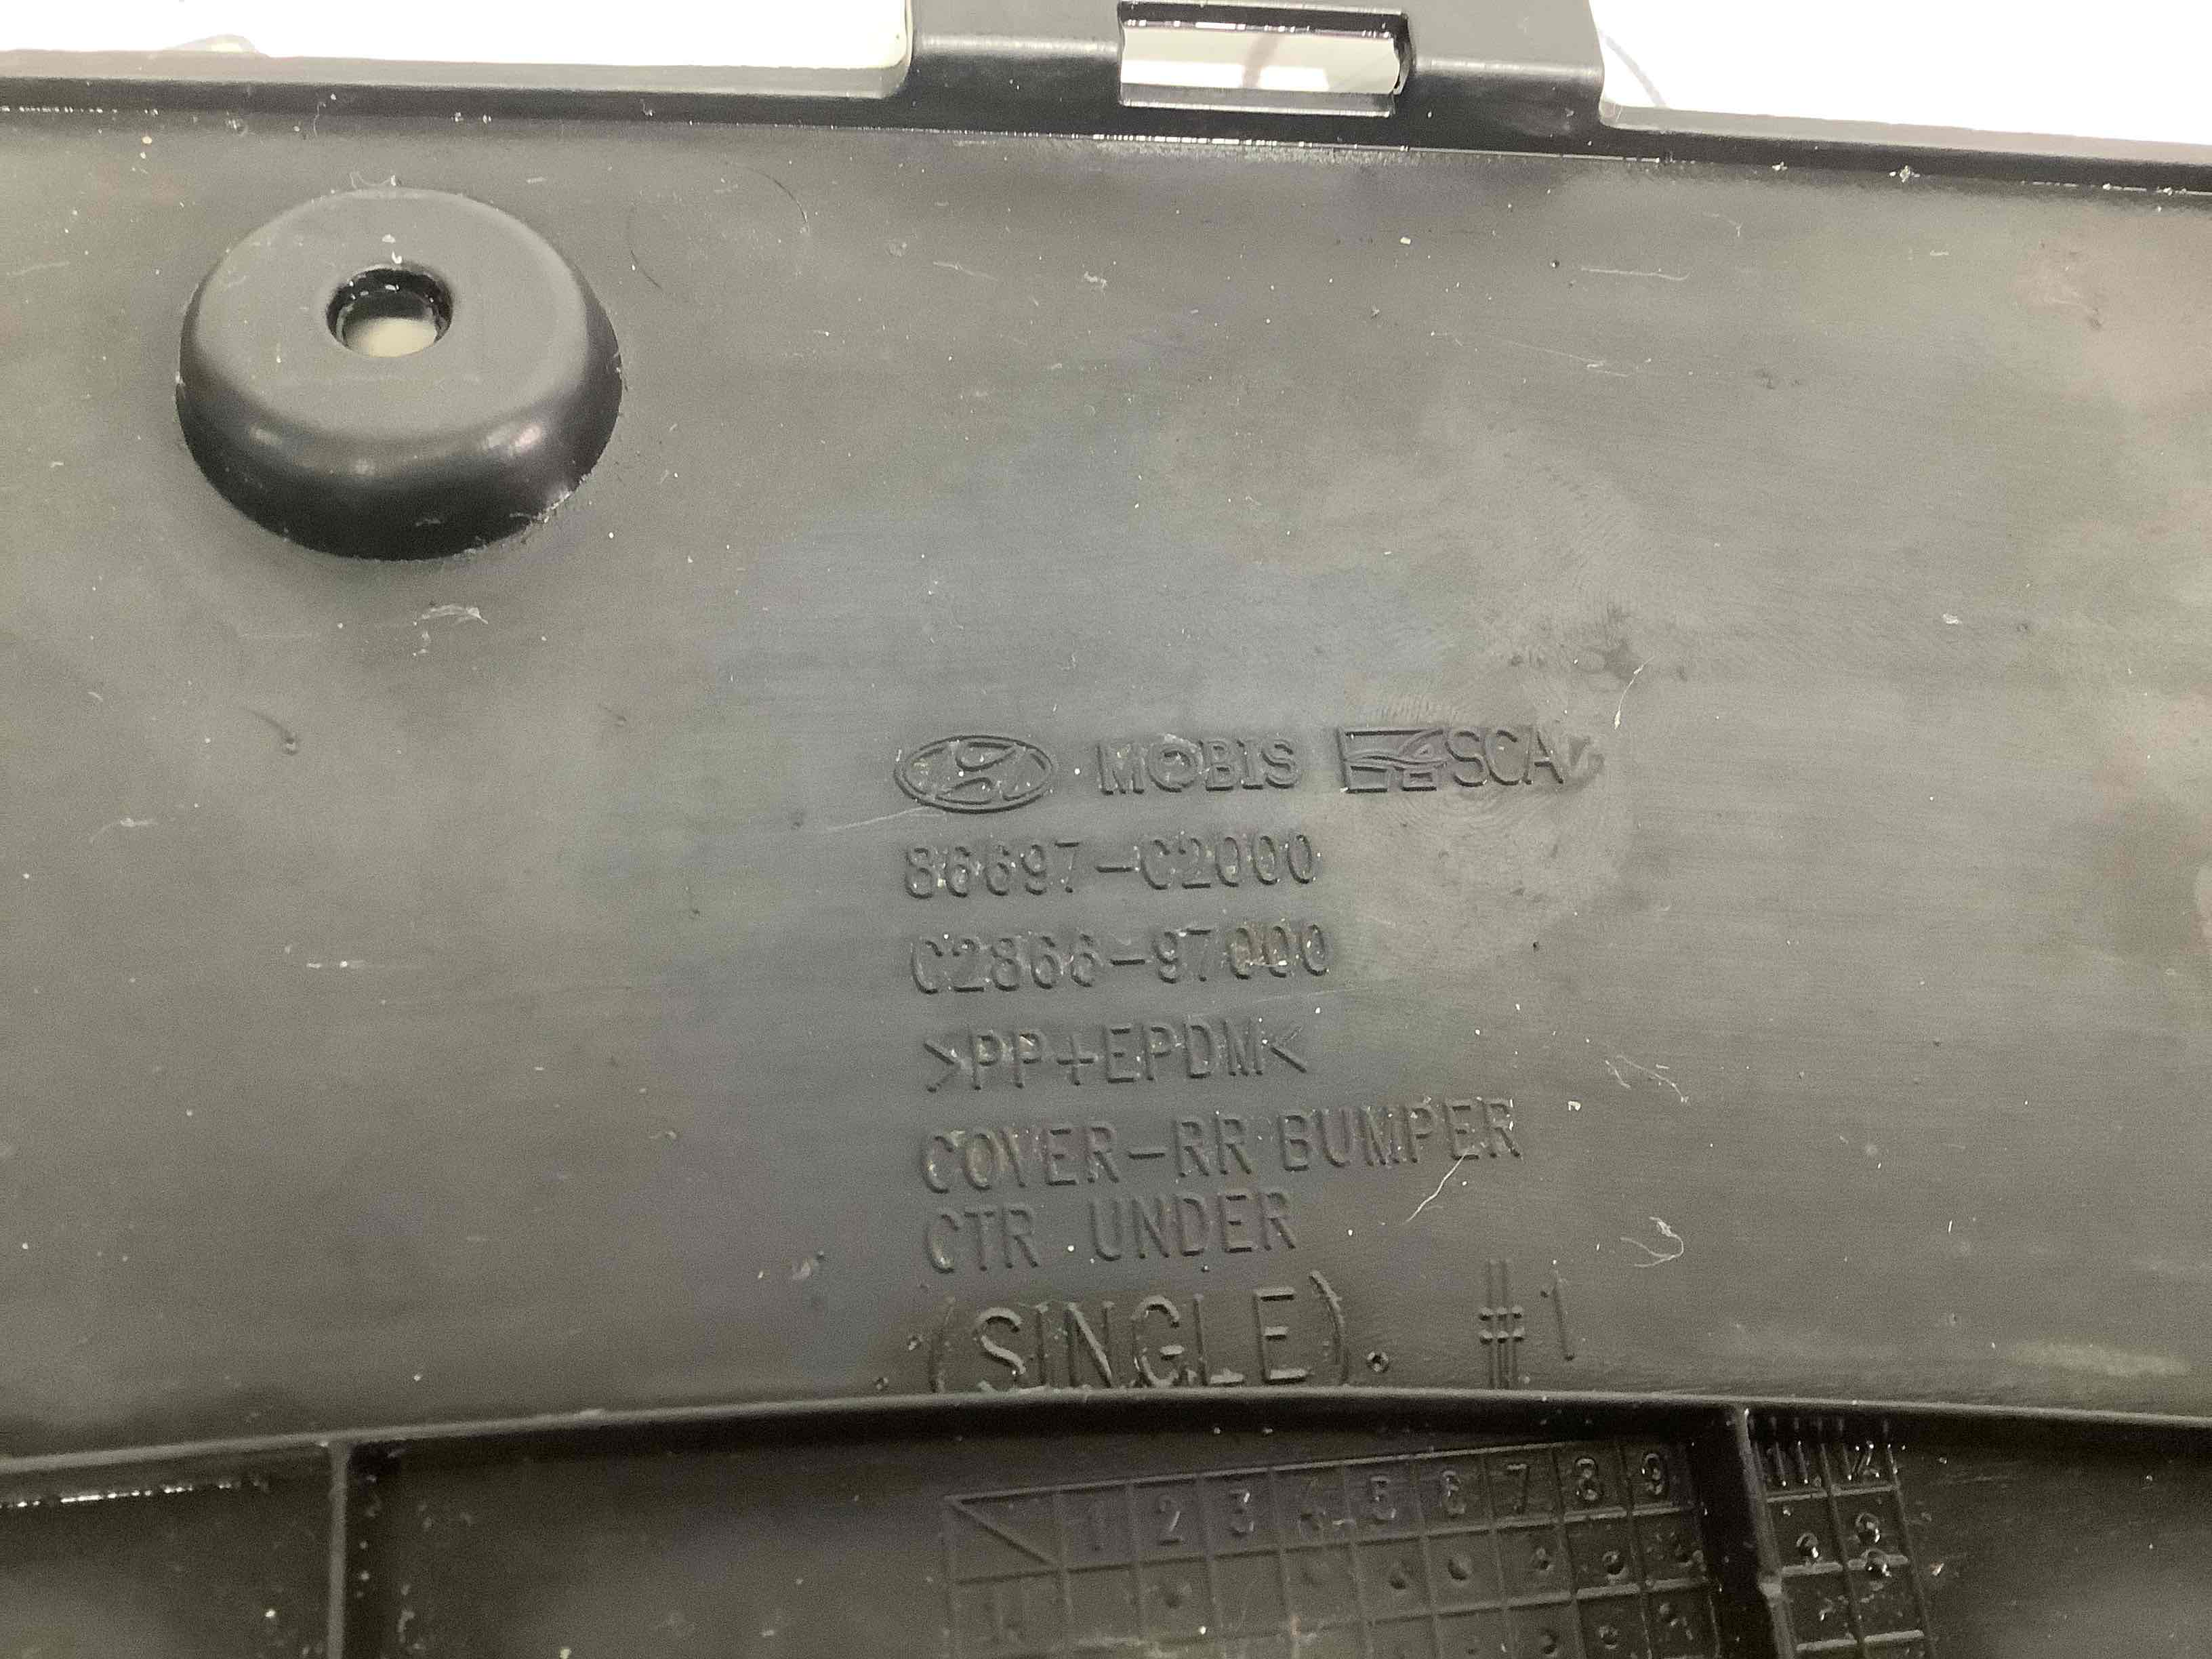 MOBIS SCA
86697-C2000
C2866-97000
>PP+EPDM<
COVER-RR BUMPER
CTR UNDER
(SINGLE). #1
1 2 3 4 5 6 7 8 9 11 12